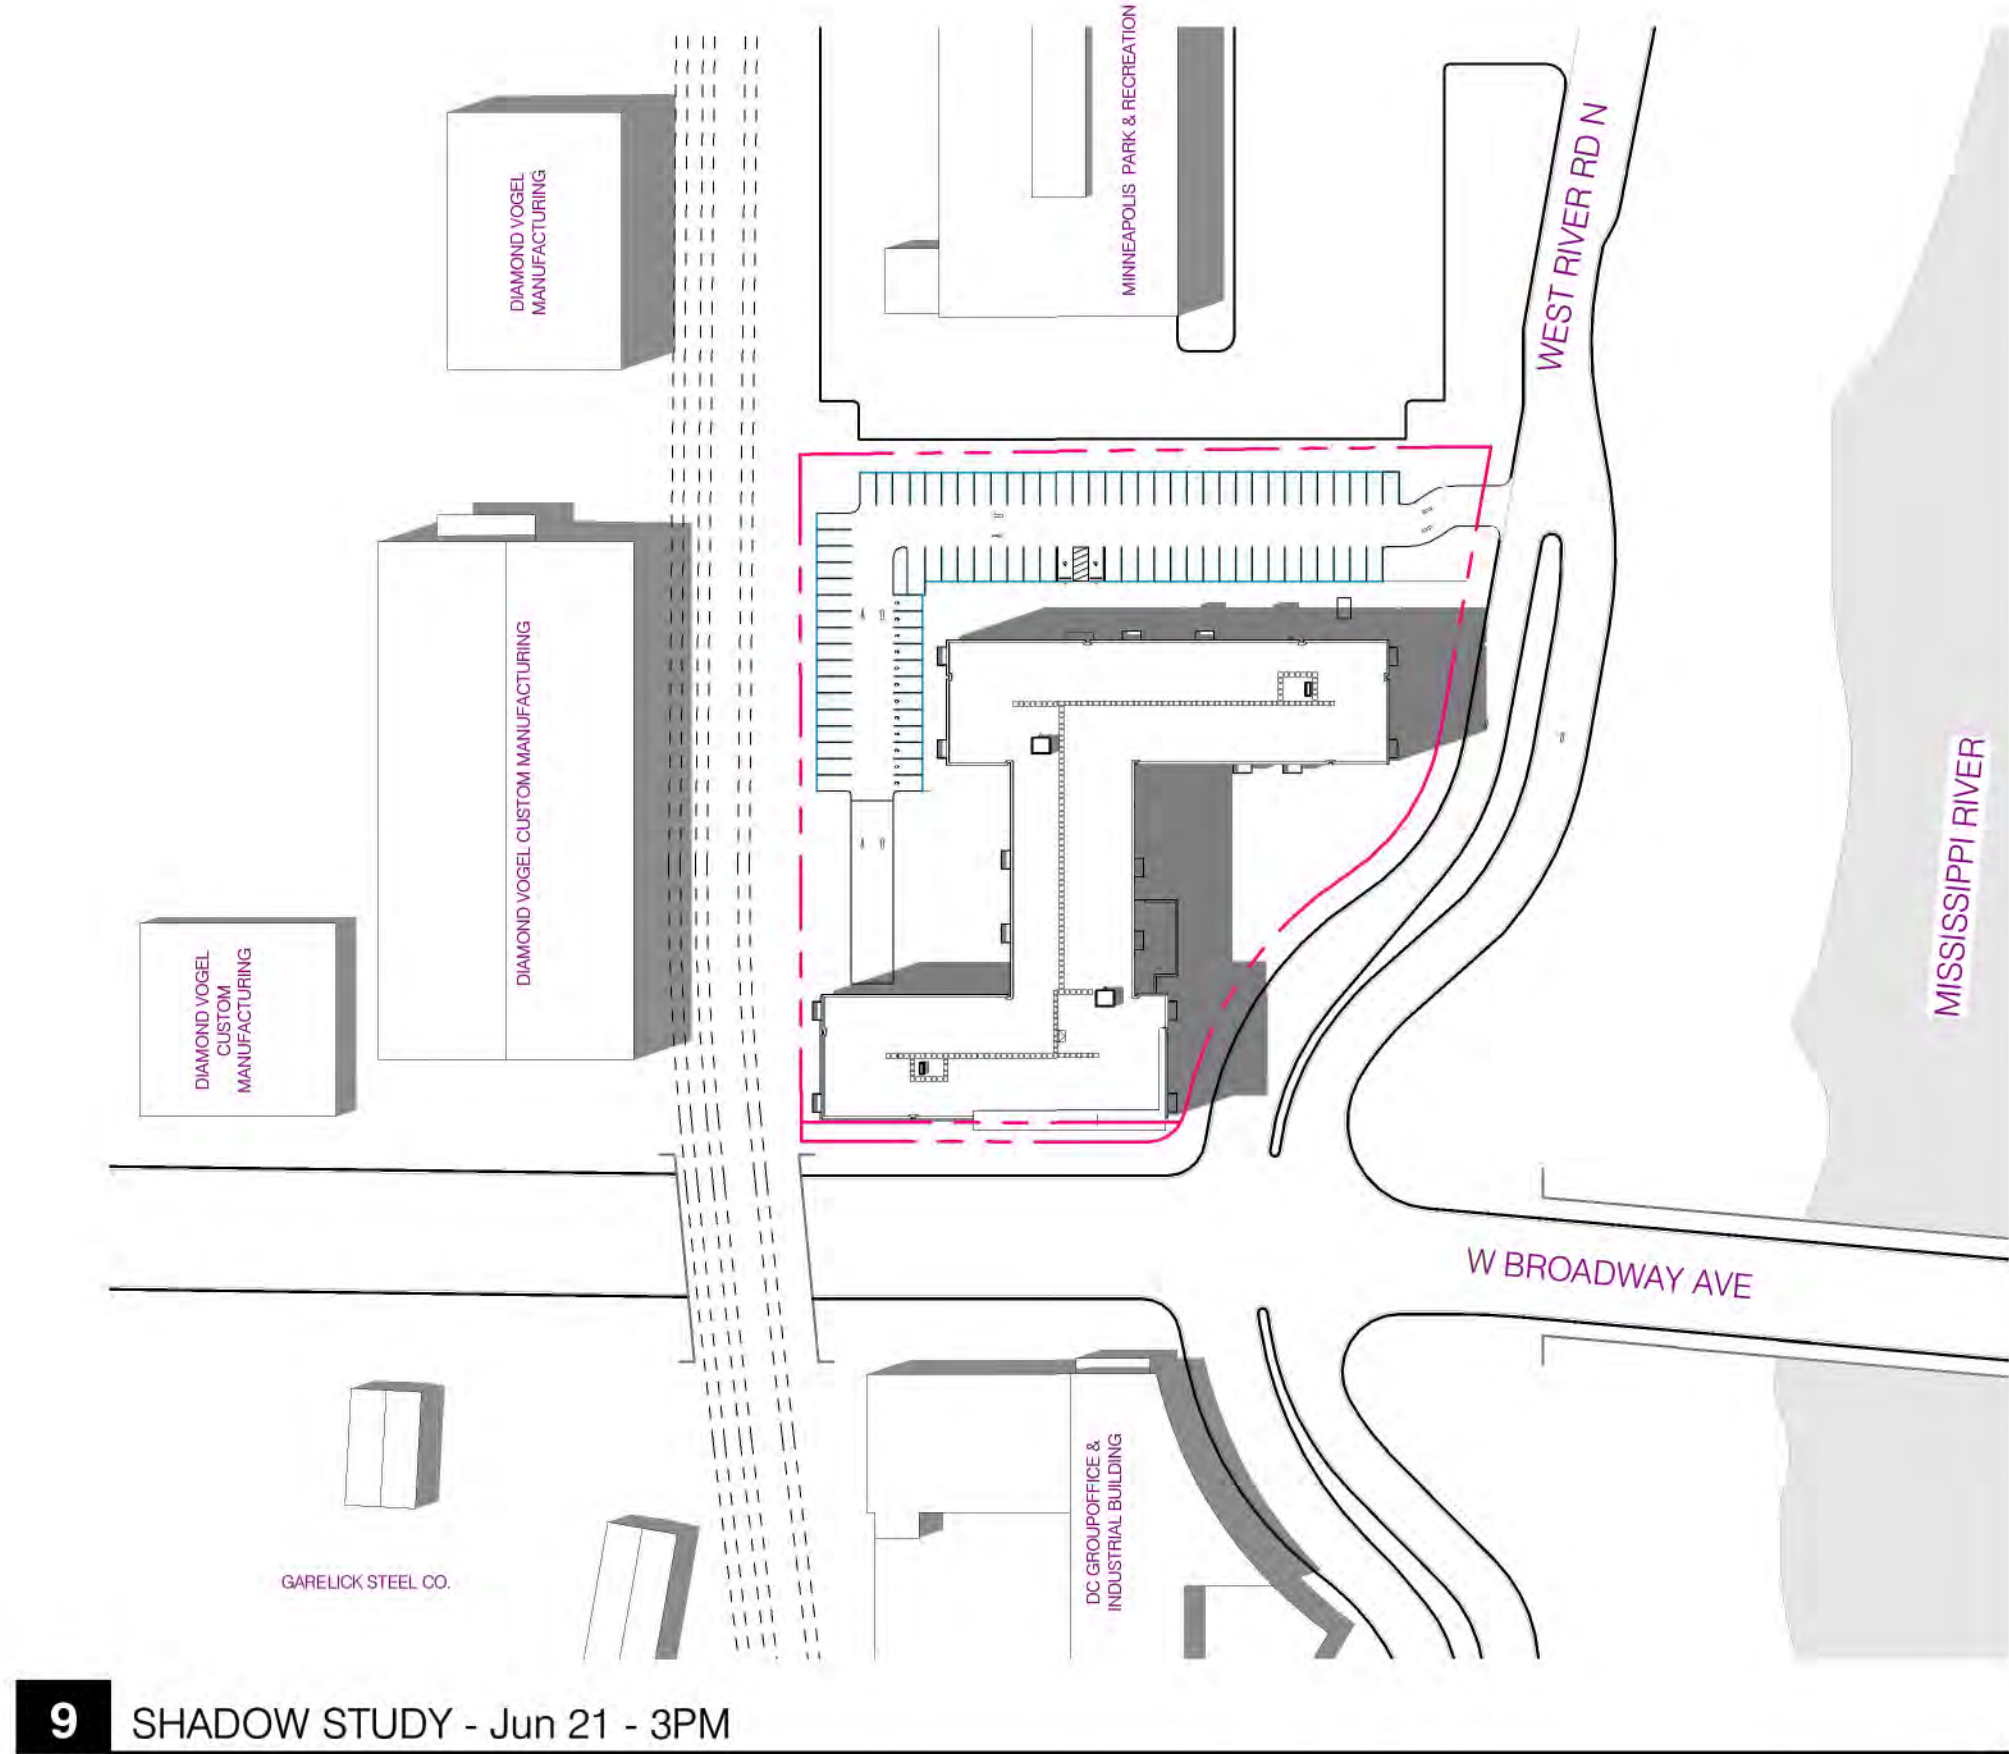 MINNEAPOLIS PARK & RECREATION
WEST RIVER RD N
DIAMOND VOGEL
MANUFACTURING
DIAMOND VOGEL CUSTOM MANUFACTURING
MISSISSIPPI RIVER
DIAMOND VOGEL
CUSTOM
MANUFACTURING
W BROADWAY AVE
DC GROUPOFFICE &
INDUSTRIAL BUILDING
GARELICK STEEL CO.
9 SHADOW STUDY - Jun 21 - 3PM